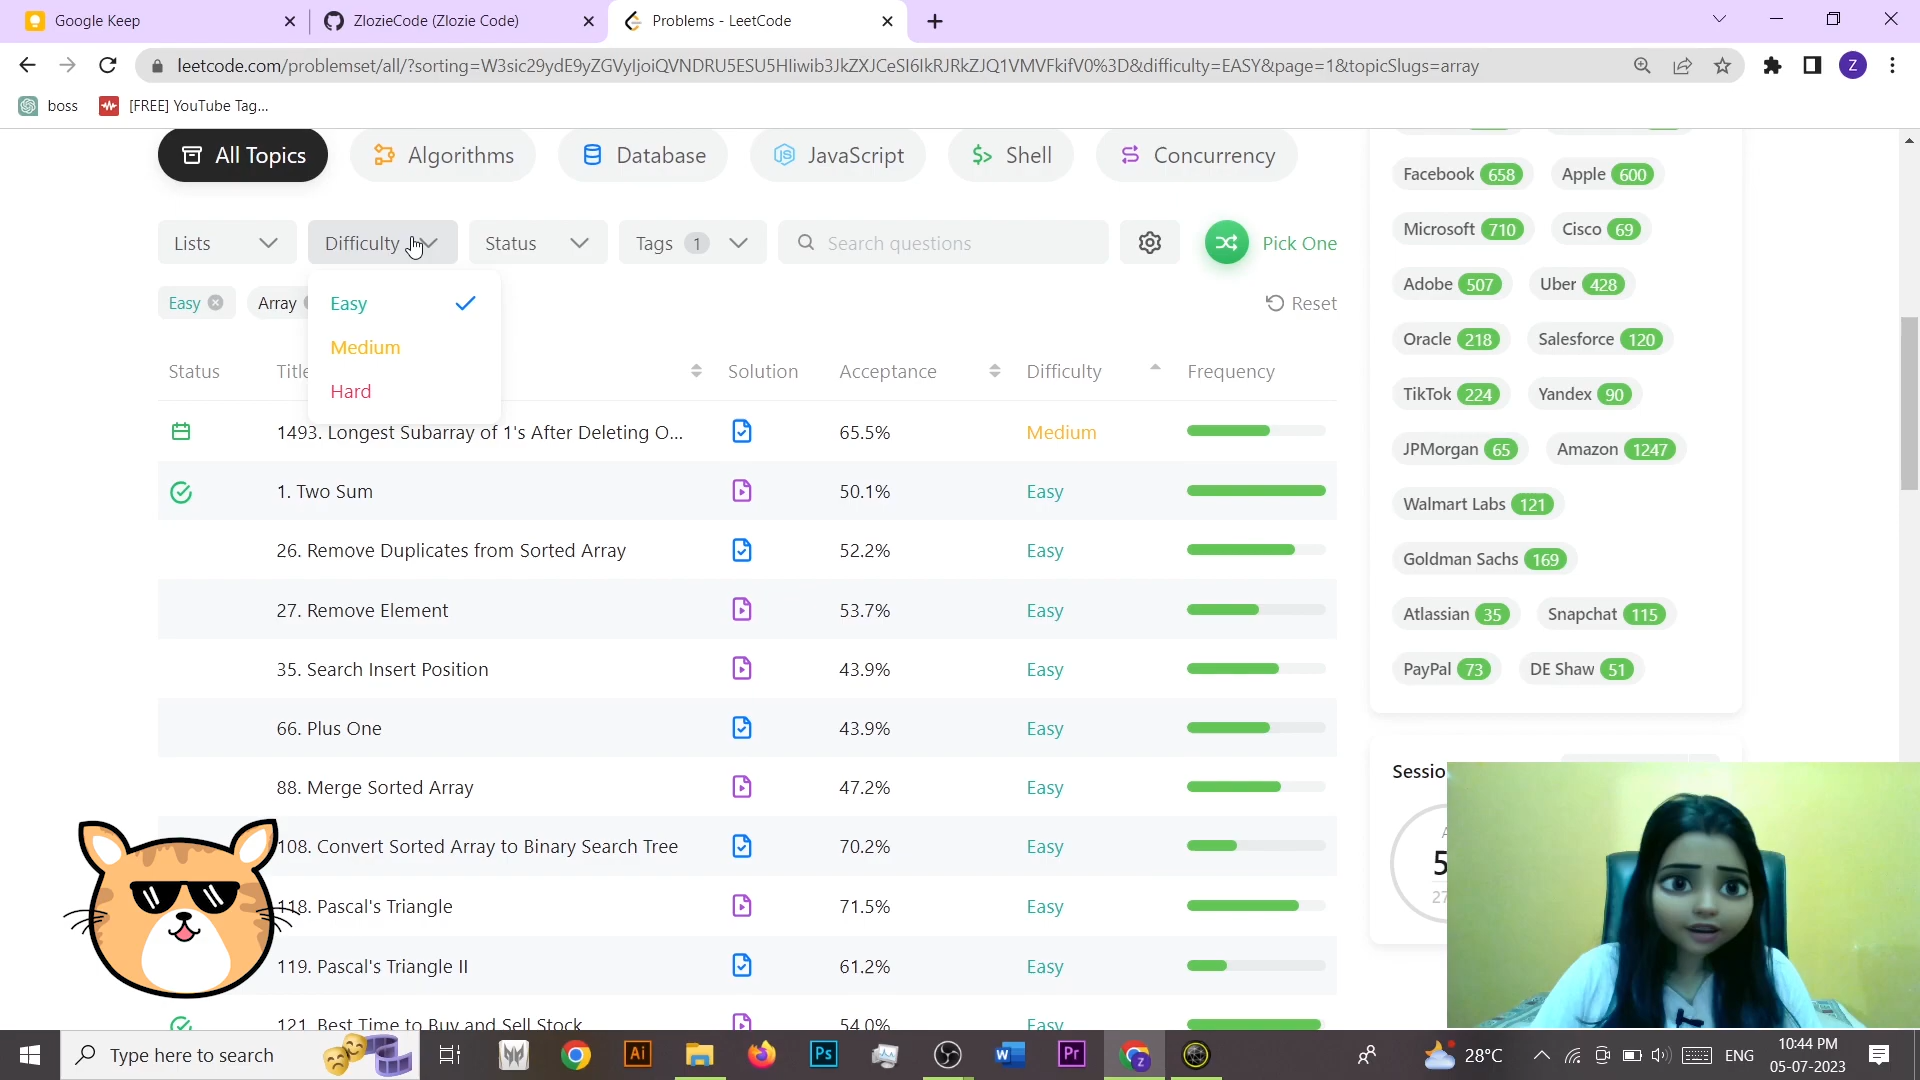 Google Keep
ZlozieCode (Zlozie Code)
Problems - LeetCode
leetcode.com/problemset/all/?sorting=W3sic29ydE9yZGVyIjoiQVNDRU5ESU5HIiwib3JkZXJCeSI6IkRJRkZJQ1VMVFkifV0%3D&difficulty=EASY&page=1&topicSlugs=array
Z
boss
[FREE] YouTube Tag...
All Topics
Algorithms
Database
JS JavaScript
$> Shell
Concurrency
Lists
Difficulty
Status
Tags 1
Search questions
Pick One
Easy
Array
Reset
Easy
Medium
Hard
Status Title Solution Acceptance Difficulty Frequency
1493. Longest Subarray of 1's After Deleting O... 65.5% Medium
1. Two Sum 50.1% Easy
26. Remove Duplicates from Sorted Array 52.2% Easy
27. Remove Element 53.7% Easy
35. Search Insert Position 43.9% Easy
66. Plus One 43.9% Easy
88. Merge Sorted Array 47.2% Easy
108. Convert Sorted Array to Binary Search Tree 70.2% Easy
118. Pascal's Triangle 71.5% Easy
119. Pascal's Triangle II 61.2% Easy
121. Best Time to Buy and Sell Stock 54.0% Easy
Facebook 658 Apple 600
Microsoft 710 Cisco 69
Adobe 507 Uber 428
Oracle 218 Salesforce 120
TikTok 224 Yandex 90
JPMorgan 65 Amazon 1247
Walmart Labs 121
Goldman Sachs 169
Atlassian 35 Snapchat 115
PayPal 73 DE Shaw 51
Sessio
5
27
Type here to search
Ai
Ps
W
Pr
Z
28°C
ENG
10:44 PM
05-07-2023